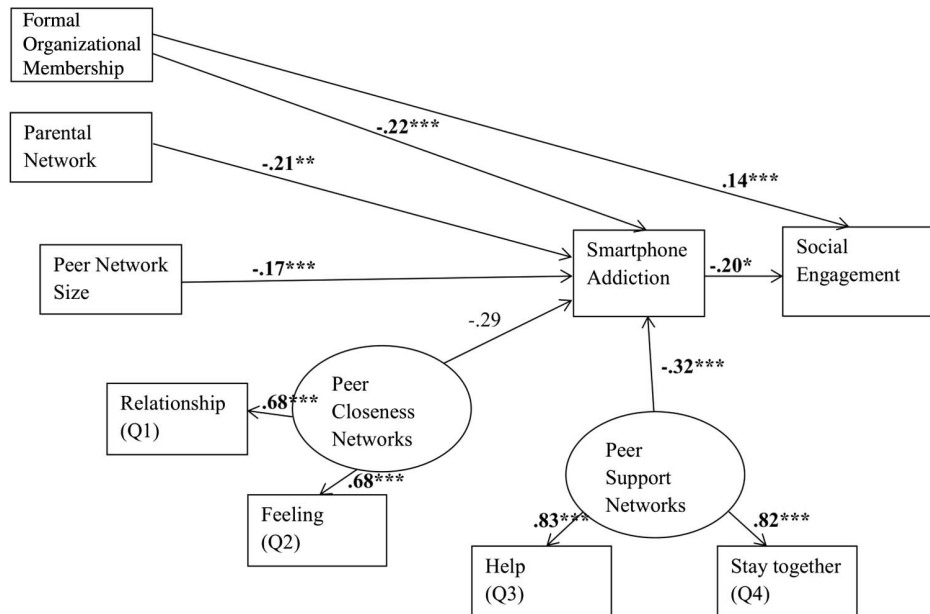 Formal
Organizational
Membership
-.22***
Parental
Network
-.21**
.14***
Smartphone
Addiction
Social
Engagement
-.20*
Peer Network
Size
-.17***
-.29
-.32***
Peer
Closeness
Networks
Relationship
(Q1)
.68***
.68***
Feeling
(Q2)
Peer
Support
Networks
.83***
.82***
Help
(Q3)
Stay together
(Q4)